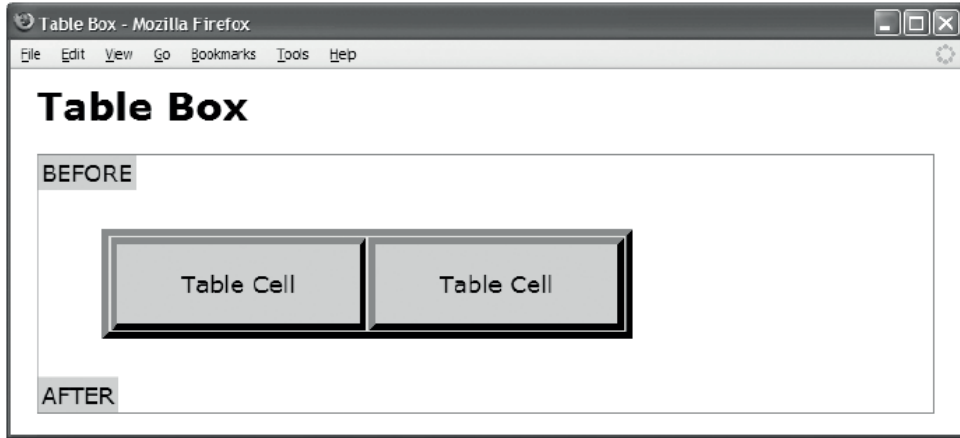 Table Box - Mozilla Firefox
File Edit View Go Bookmarks Tools Help
Table Box
BEFORE
Table Cell Table Cell
AFTER